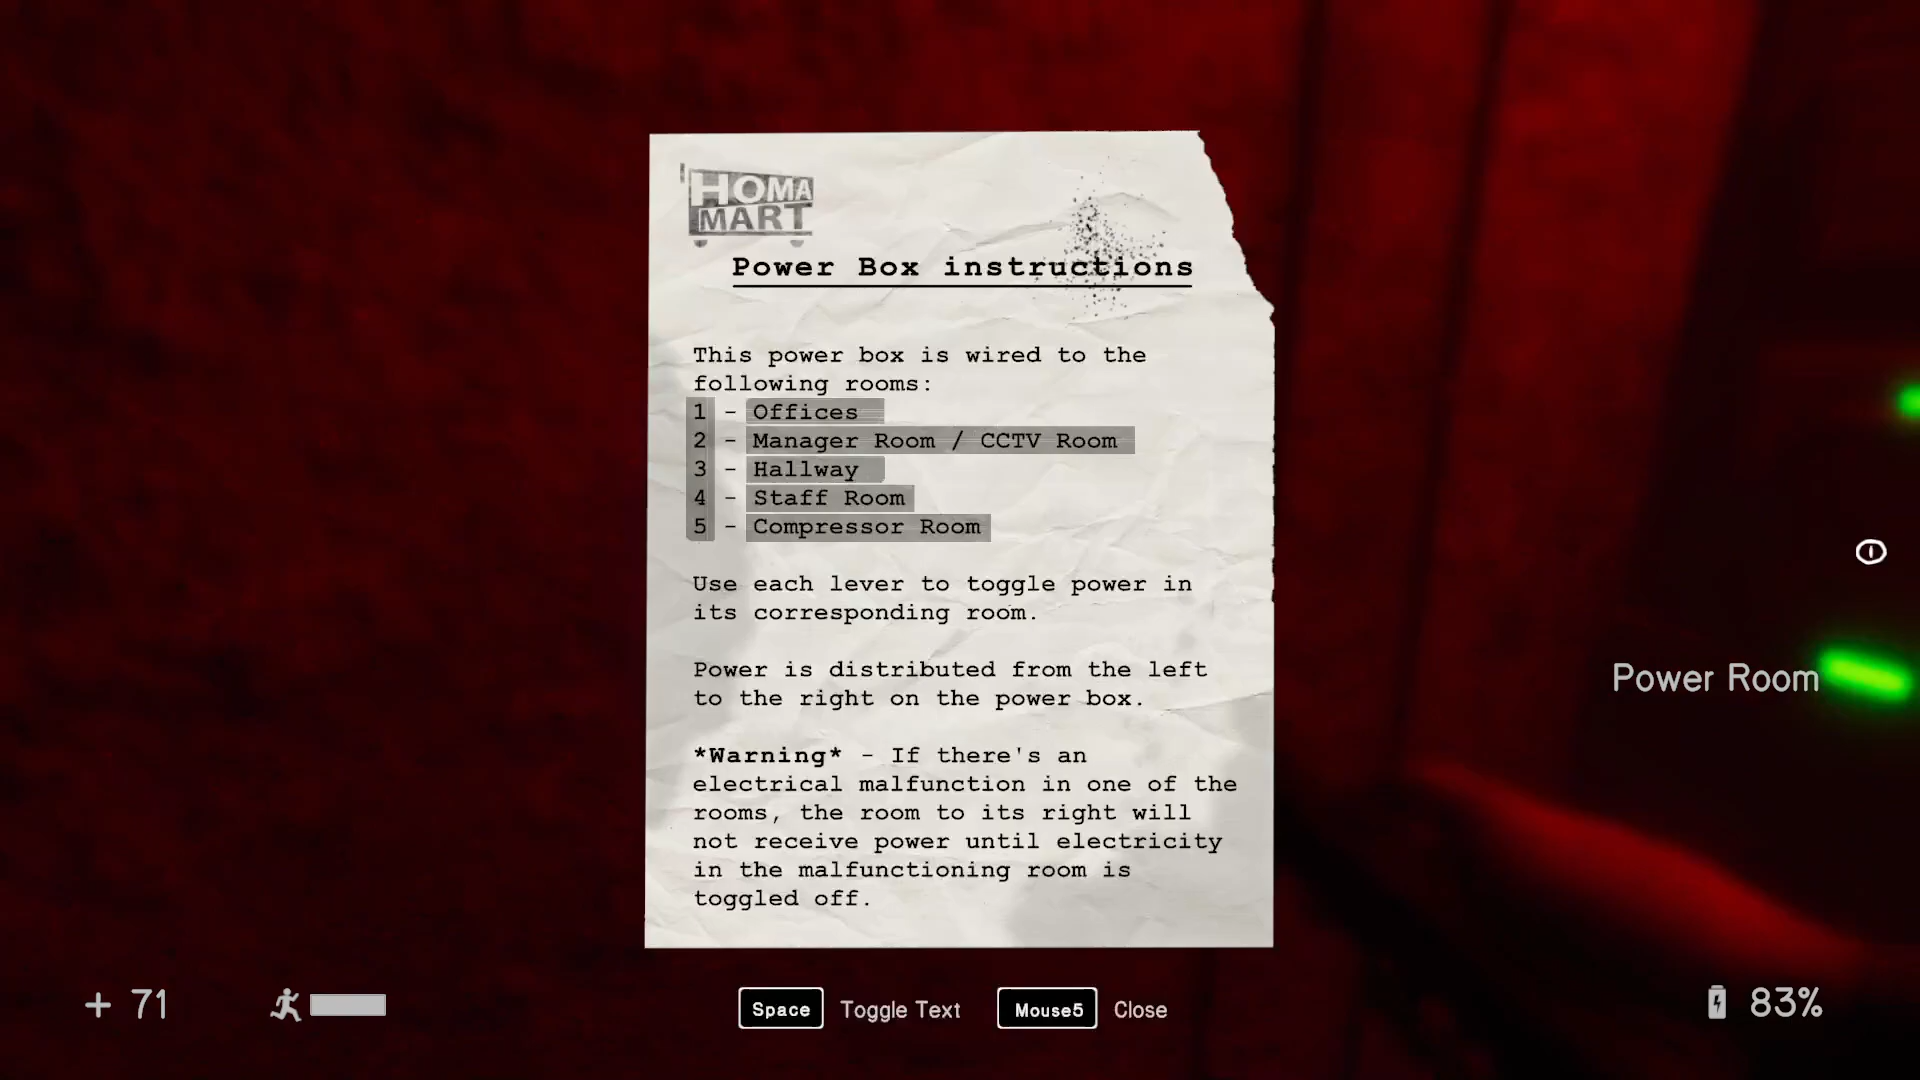 HOMA
MART
Power Box instructions
This power box is wired to the
following rooms:
1 - Offices
2 - Manager Room / CCTV Room
3 - Hallway
4 - Staff Room
5 - Compressor Room
Use each lever to toggle power in
its corresponding room.
Power is distributed from the left
to the right on the power box.
*Warning* - If there's an
electrical malfunction in one of the
rooms, the room to its right will
not receive power until electricity
in the malfunctioning room is
toggled off.
Power Room
+ 71
Space Toggle Text Mouse5 Close
83%